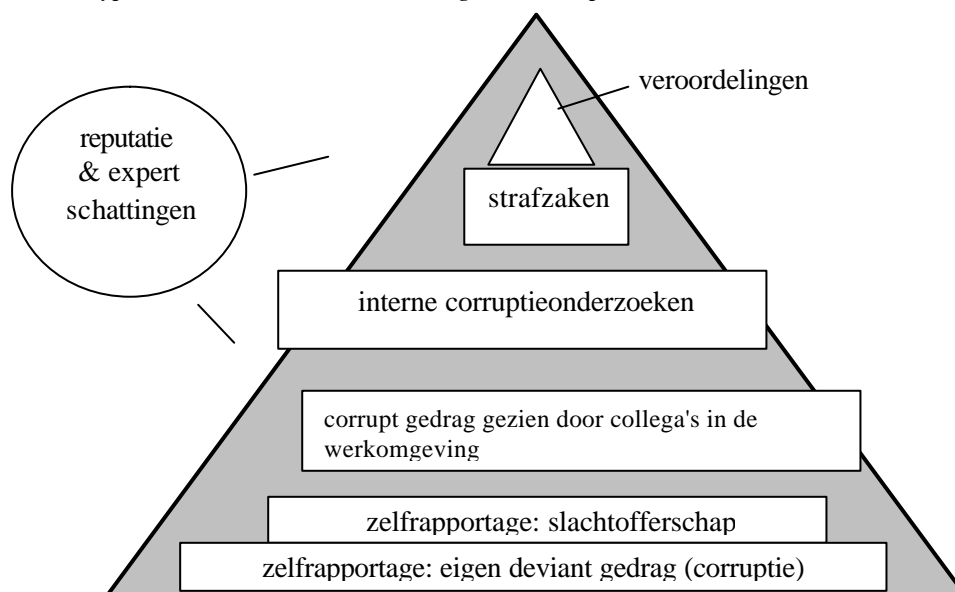 veroordelingen
reputatie
& expert
schattingen
strafzaken
interne corruptieonderzoeken
corrupt gedrag gezien door collega's in de
werkomgeving
zelfrapportage: slachtofferschap
zelfrapportage: eigen deviant gedrag (corruptie)